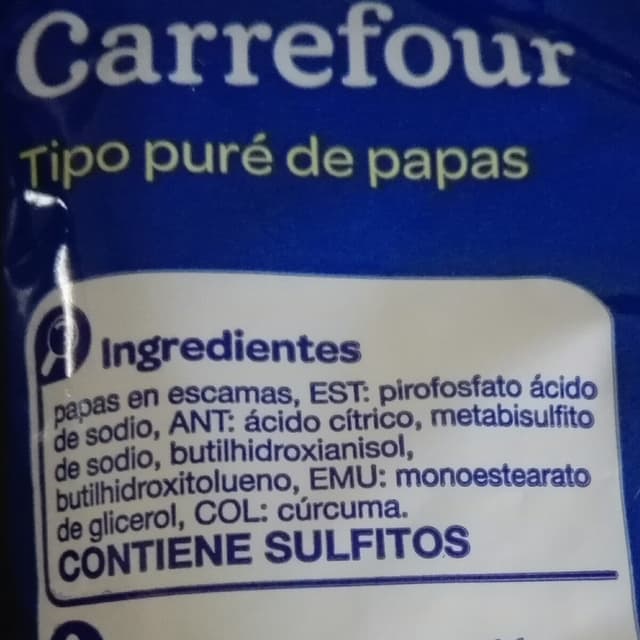 Carrefour
Tipo puré de papas
Ingredientes
papas en escamas, EST: pirofosfato ácido
de sodio, ANT: ácido cítrico, metabisulfito
de sodio, butilhidroxianisol,
butilhidroxitolueno, EMU: monoestearato
de glicerol, COL: cúrcuma.
CONTIENE SULFITOS